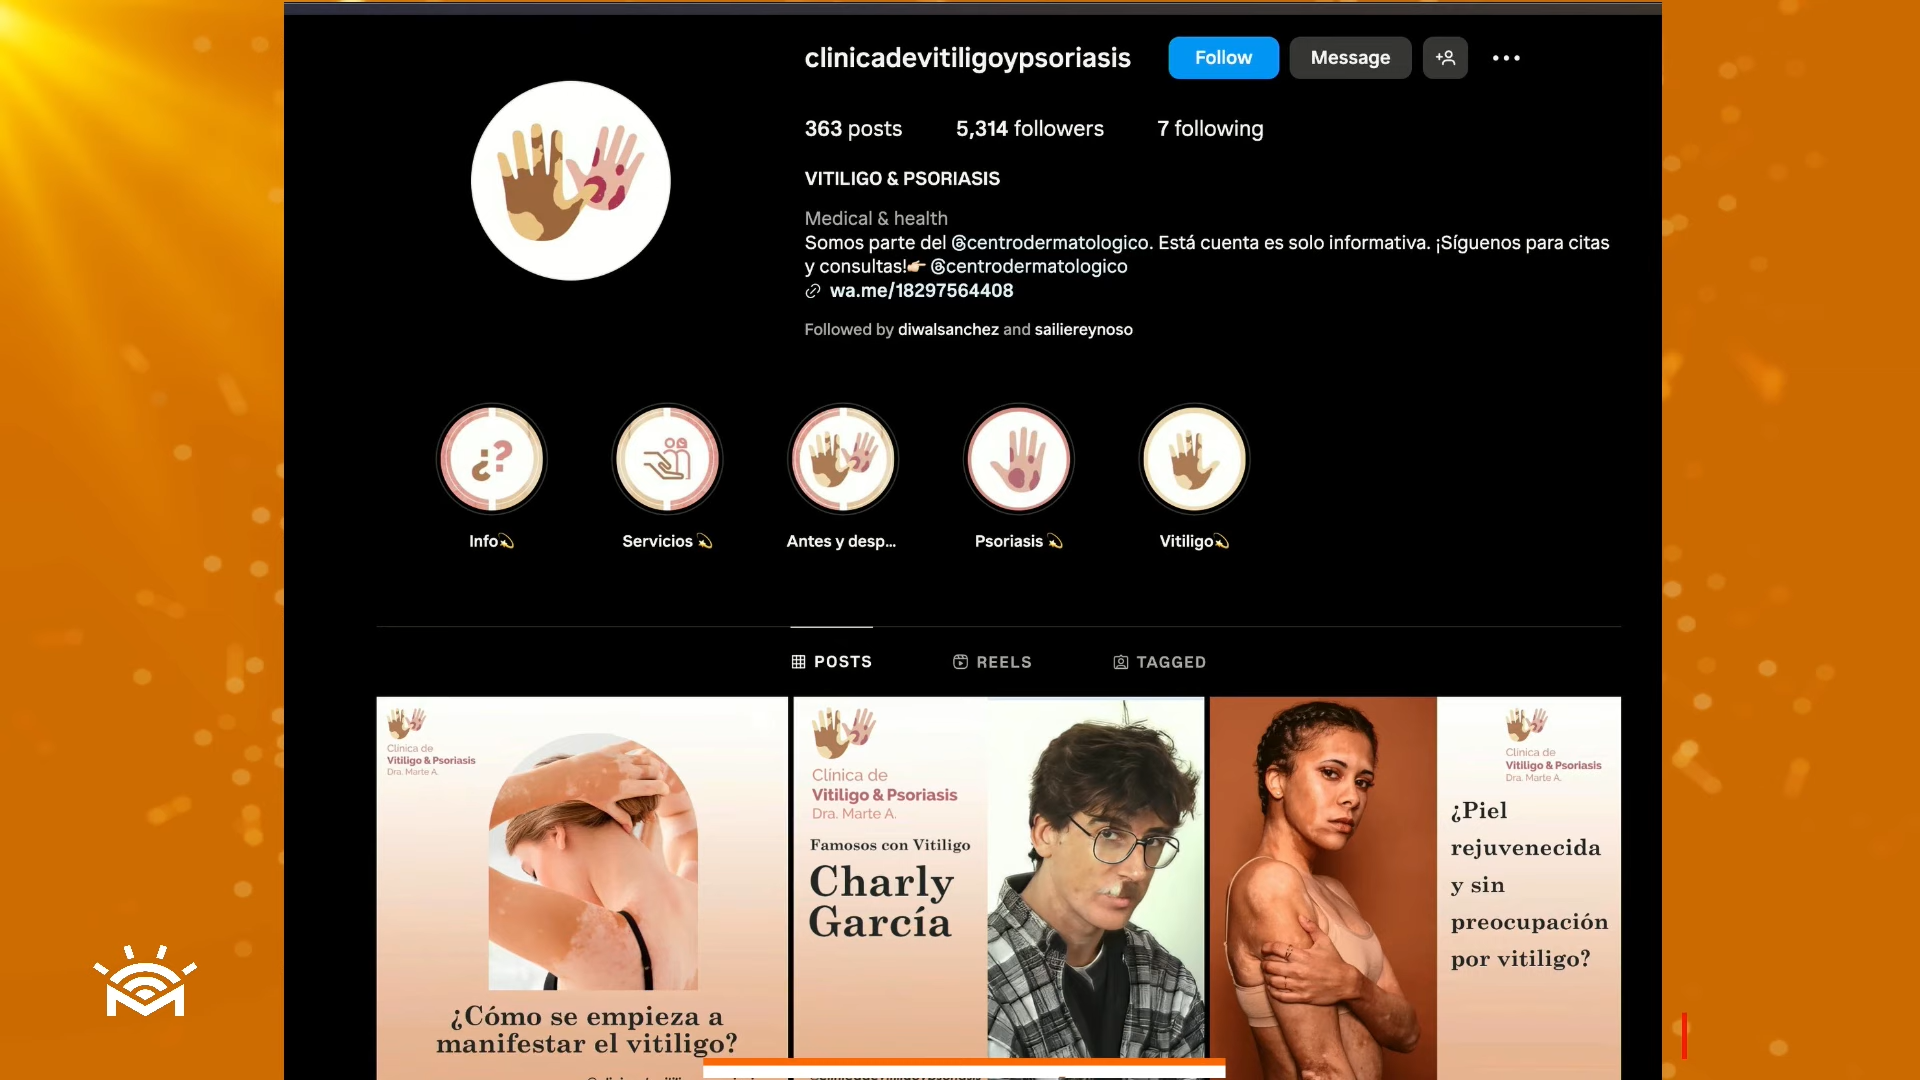 clinicadevitiligoypsoriasis
Follow
Message
363 posts
5,314 followers
7 following
VITILIGO & PSORIASIS
Medical & health
Somos parte del @centrodermatologico. Está cuenta es solo informativa. ¡Síguenos para citas
y consultas!👉🏻 @centrodermatologico
wa.me/18297564408
Followed by diwalsanchez and sailiereynoso
¿?
Info💫
Servicios 💫
Antes y desp...
Psoriasis 💫
Vitiligo💫
POSTS
REELS
TAGGED
Clínica de
Vitiligo & Psoriasis
Dra. Marte A.
¿Cómo se empieza a
manifestar el vitiligo?
Clínica de
Vitiligo & Psoriasis
Dra. Marte A.
Famosos con Vitiligo
Charly
García
Clínica de
Vitiligo & Psoriasis
Dra. Marte A.
¿Piel
rejuvenecida
y sin
preocupación
por vitiligo?